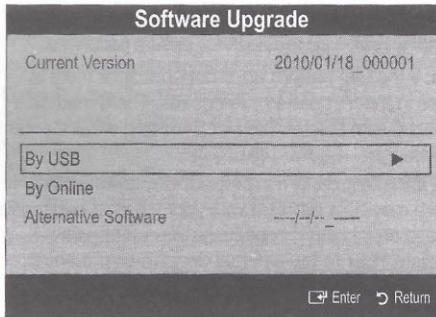 Software Upgrade
Current Version 2010/01/18_000001
By USB
By Online
Alternative Software ----/--/--_------
Enter Return